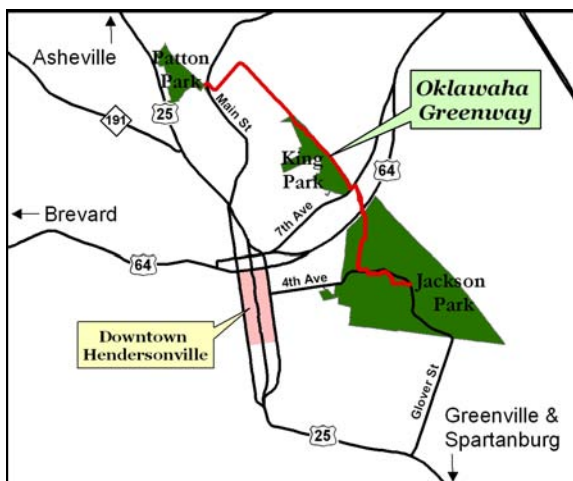 Asheville
Patton
Park
Oklawaha
Greenway
191
25
Main St
King
Park
64
Brevard
7th Ave
64
4th Ave
Jackson
Park
Downtown
Hendersonville
Glover St
Greenville &
Spartanburg
25